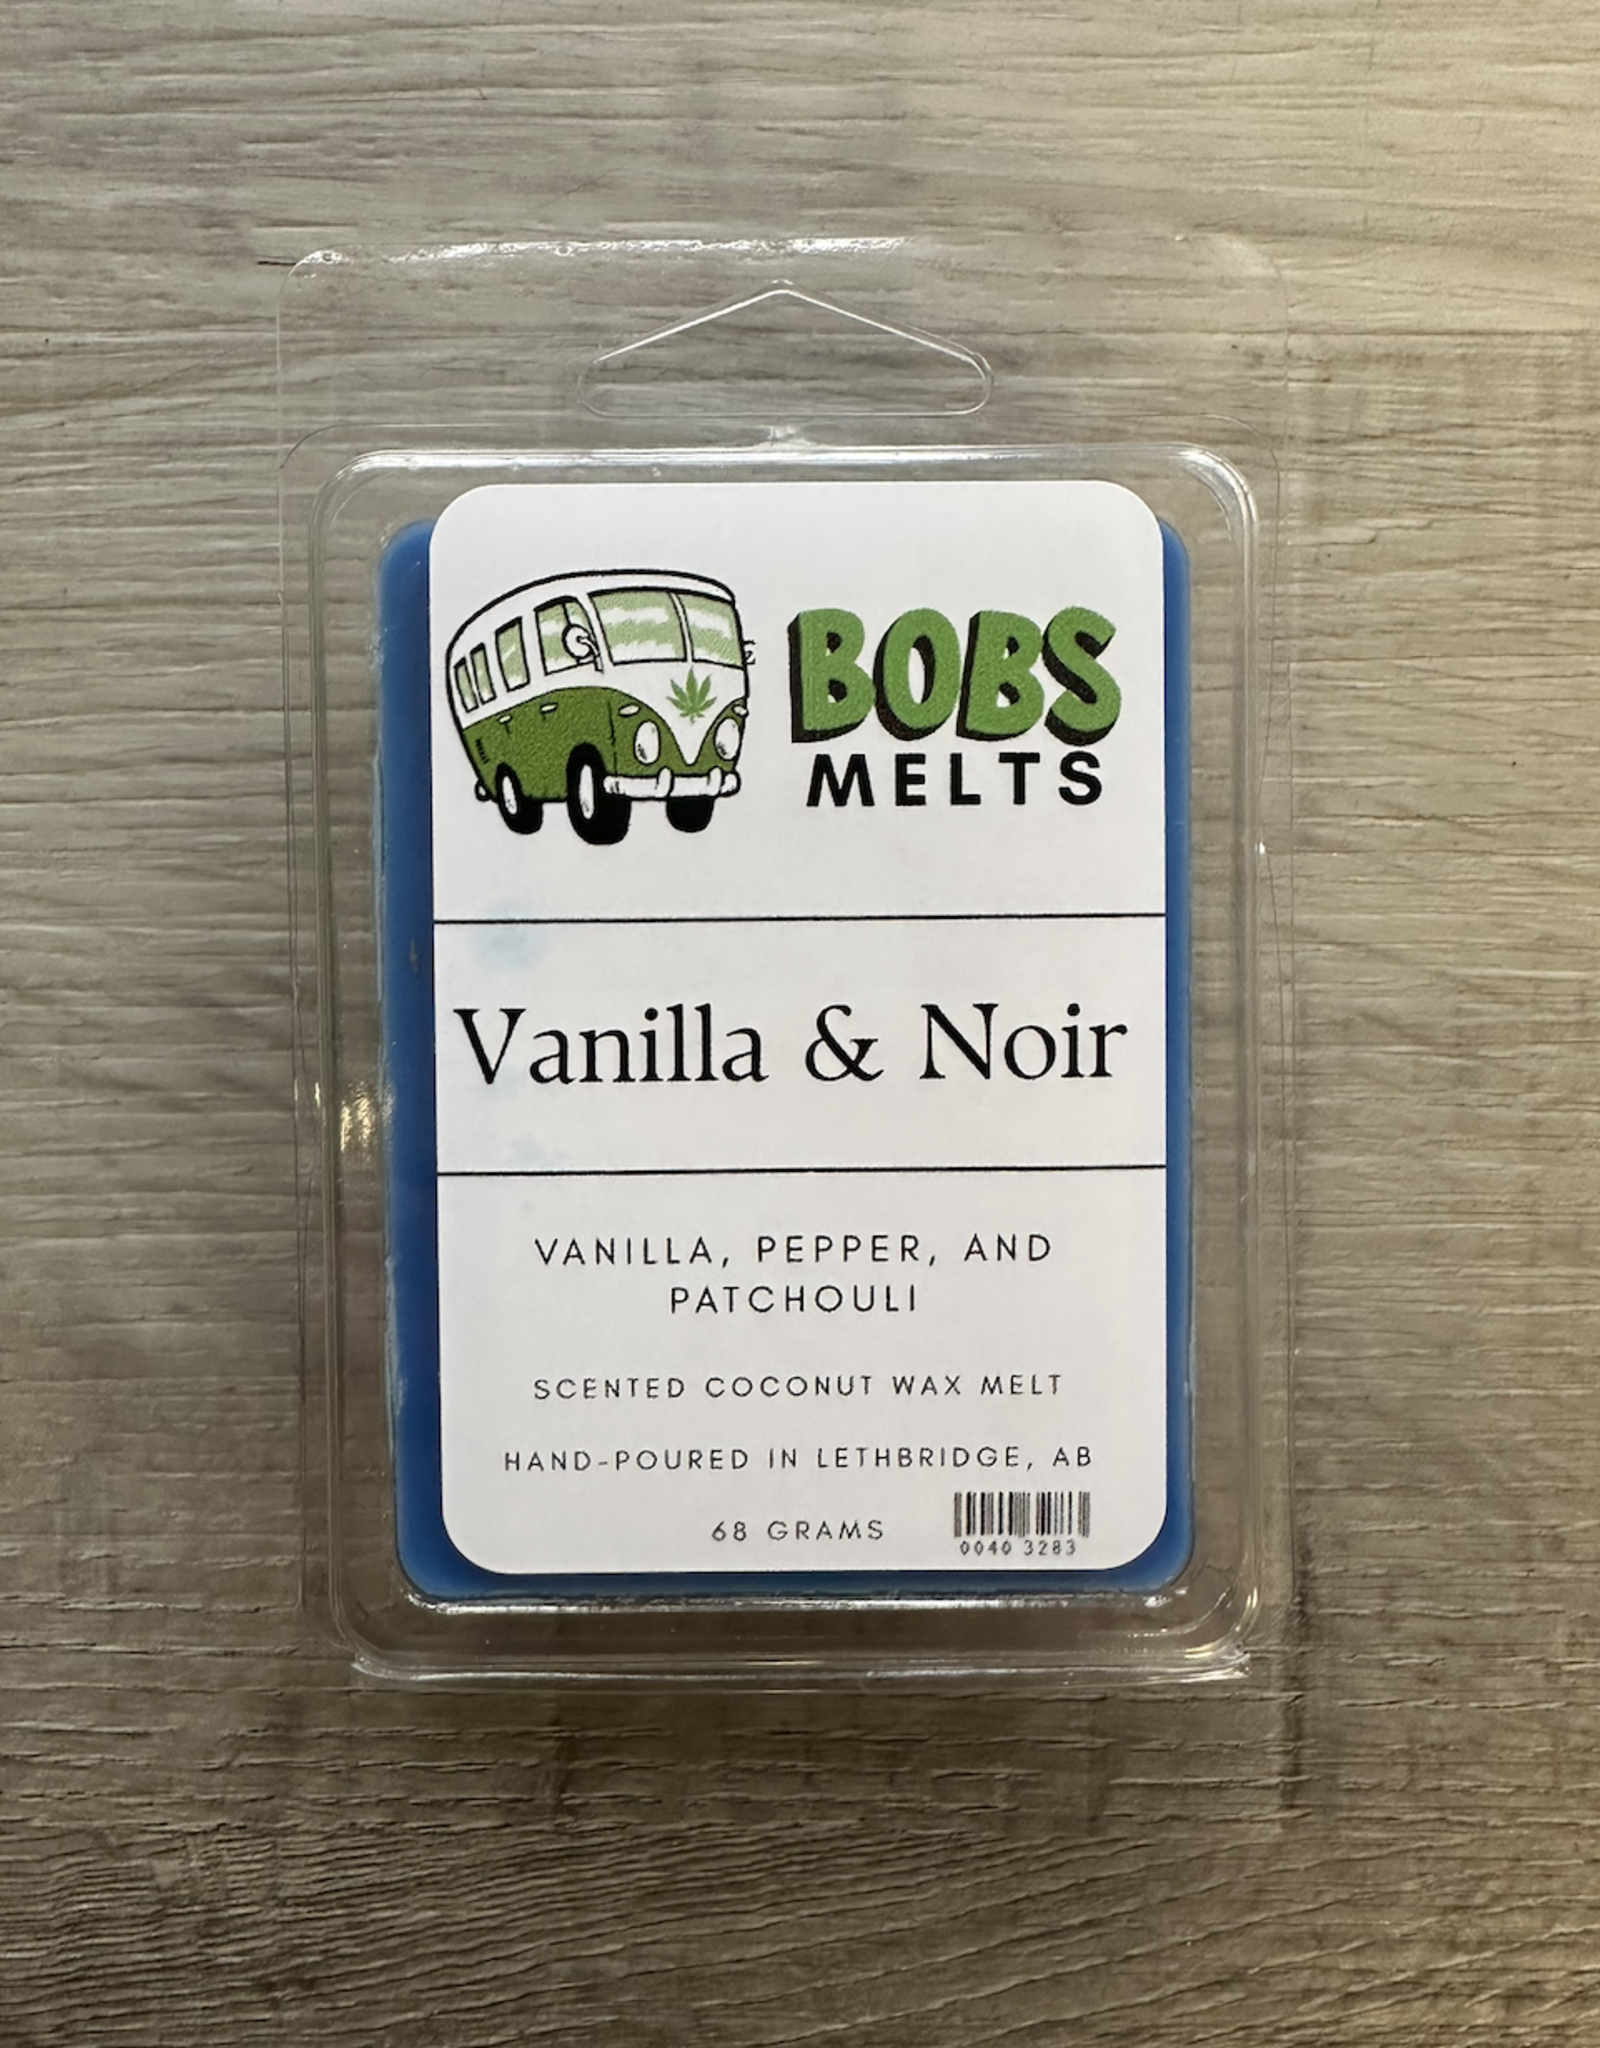 BOBS
MELTS
Vanilla & Noir
VANILLA, PEPPER, AND
PATCHOULI
SCENTED COCONUT WAX MELT
HAND-POURED IN LETHBRIDGE, AB
68 GRAMS
0040 3283